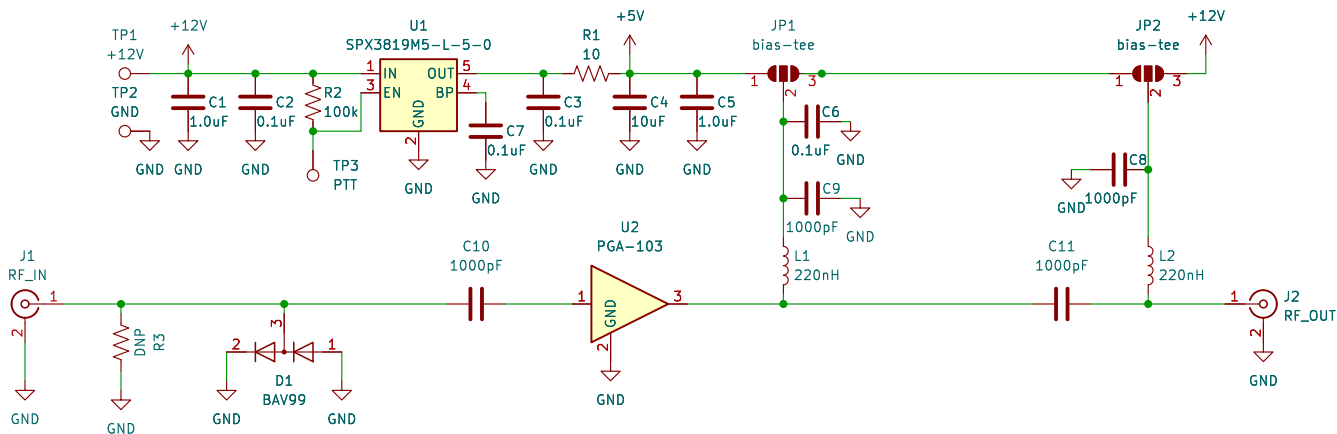 TP1
+12V
TP2
GND
GND
+12V
C1
1.0uF
GND
C2
0.1uF
GND
R2
100k
TP3
PTT
U1
SPX3819M5-L-5-0
1
IN
3
EN
OUT
5
BP
4
GND
2
GND
C7
0.1uF
GND
C3
0.1uF
GND
R1
10
+5V
C4
10uF
GND
C5
1.0uF
GND
JP1
bias-tee
1
2
3
C6
0.1uF
GND
C9
1000pF
GND
L1
220nH
JP2
bias-tee
1
2
3
+12V
C8
1000pF
GND
L2
220nH
J1
RF_IN
1
2
GND
DNP
R3
GND
3
2
1
D1
BAV99
GND
GND
C10
1000pF
U2
PGA-103
1
GND
3
2
GND
C11
1000pF
J2
RF_OUT
1
2
GND